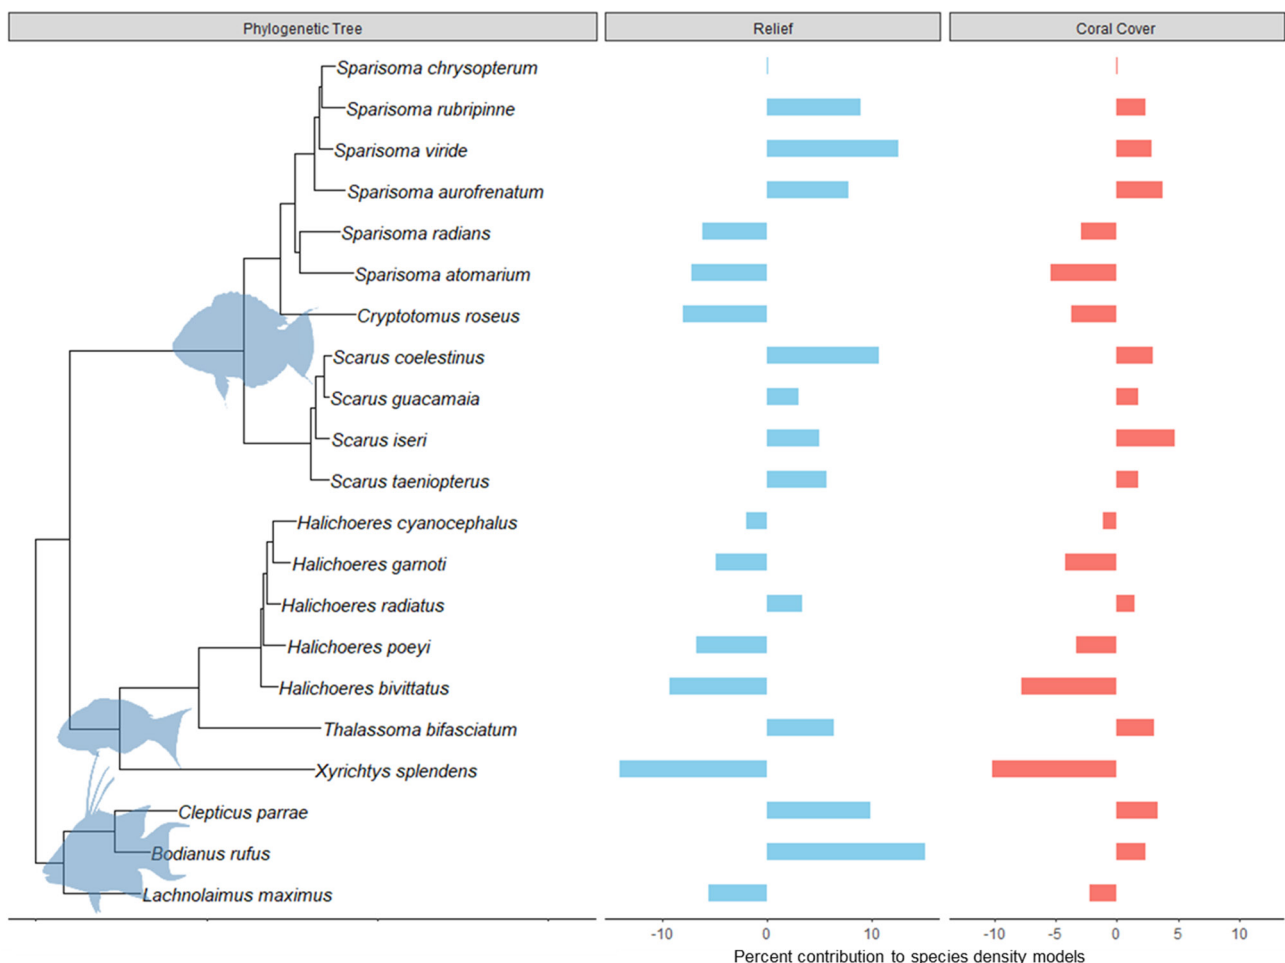 Phylogenetic Tree
Relief
Coral Cover
Sparisoma chrysopterum
Sparisoma rubripinne
Sparisoma viride
Sparisoma aurofrenatum
Sparisoma radians
Sparisoma atomarium
Cryptotomus roseus
Scarus coelestinus
Scarus guacamaia
Scarus iseri
Scarus taeniopterus
Halichoeres cyanocephalus
Halichoeres garnoti
Halichoeres radiatus
Halichoeres poeyi
Halichoeres bivittatus
Thalassoma bifasciatum
Xyrichtys splendens
Clepticus parrae
Bodianus rufus
Lachnolaimus maximus
-10 0 10
-10 -5 0 5 10
Percent contribution to species density models